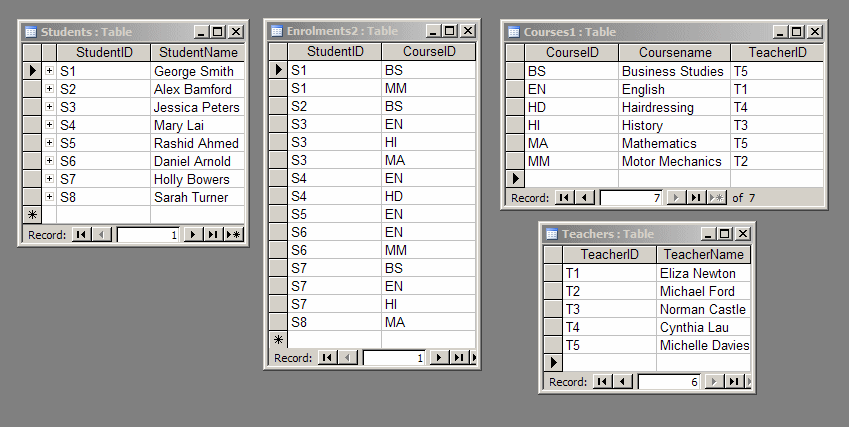 Students : Table
StudentID StudentName
S1 George Smith
S2 Alex Bamford
S3 Jessica Peters
S4 Mary Lai
S5 Rashid Ahmed
S6 Daniel Arnold
S7 Holly Bowers
S8 Sarah Turner
Record: 1
Enrolments2 : Table
StudentID CourseID
S1 BS
S1 MM
S2 BS
S3 EN
S3 HI
S3 MA
S4 EN
S4 HD
S5 EN
S6 EN
S6 MM
S7 BS
S7 EN
S7 HI
S8 MA
Record: 1
Courses1 : Table
CourseID Coursename TeacherID
BS Business Studies T5
EN English T1
HD Hairdressing T4
HI History T3
MA Mathematics T5
MM Motor Mechanics T2
Record: 7 of 7
Teachers : Table
TeacherID TeacherName
T1 Eliza Newton
T2 Michael Ford
T3 Norman Castle
T4 Cynthia Lau
T5 Michelle Davies
Record: 6